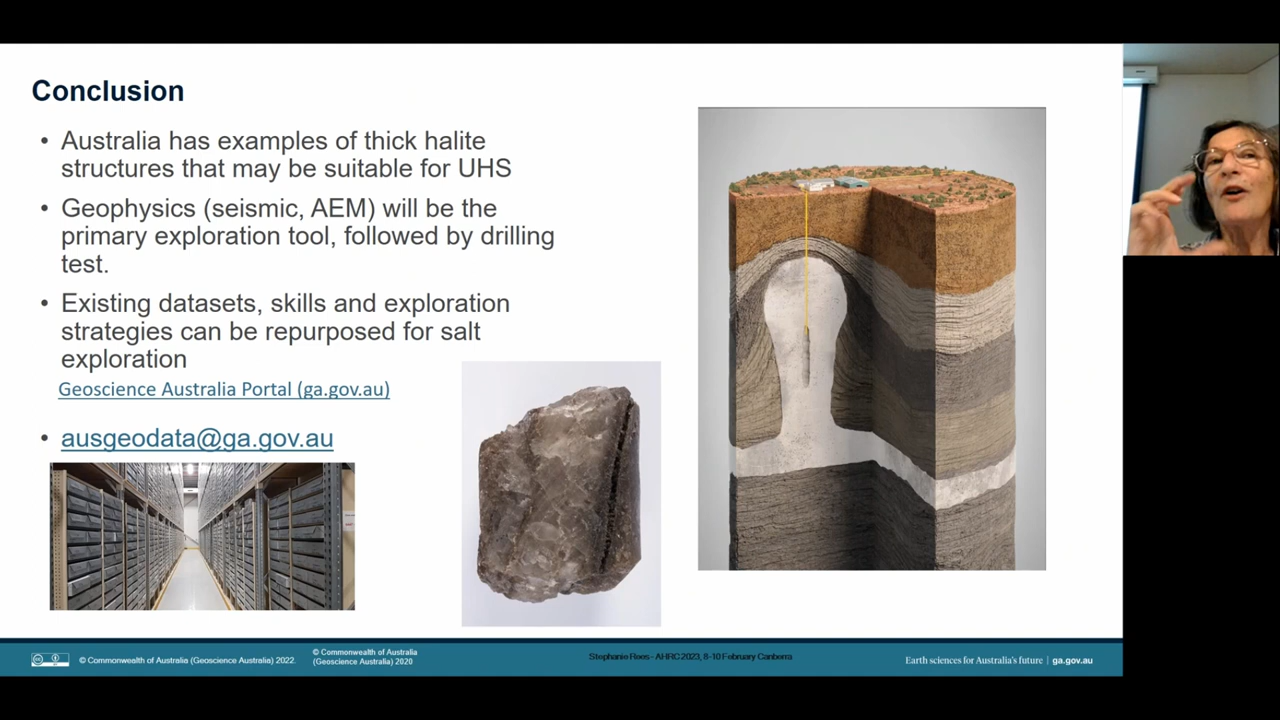 Conclusion
• Australia has examples of thick halite
structures that may be suitable for UHS
• Geophysics (seismic, AEM) will be the
primary exploration tool, followed by drilling
test.
• Existing datasets, skills and exploration
strategies can be repurposed for salt
exploration
Geoscience Australia Portal (ga.gov.au)
• ausgeodata@ga.gov.au
© Commonwealth of Australia (Geoscience Australia) 2022.
© Commonwealth of Australia
(Geoscience Australia) 2020
Stephanie Rees - AHRC 2023, 8-10 February Canberra
Earth sciences for Australia's future | ga.gov.au